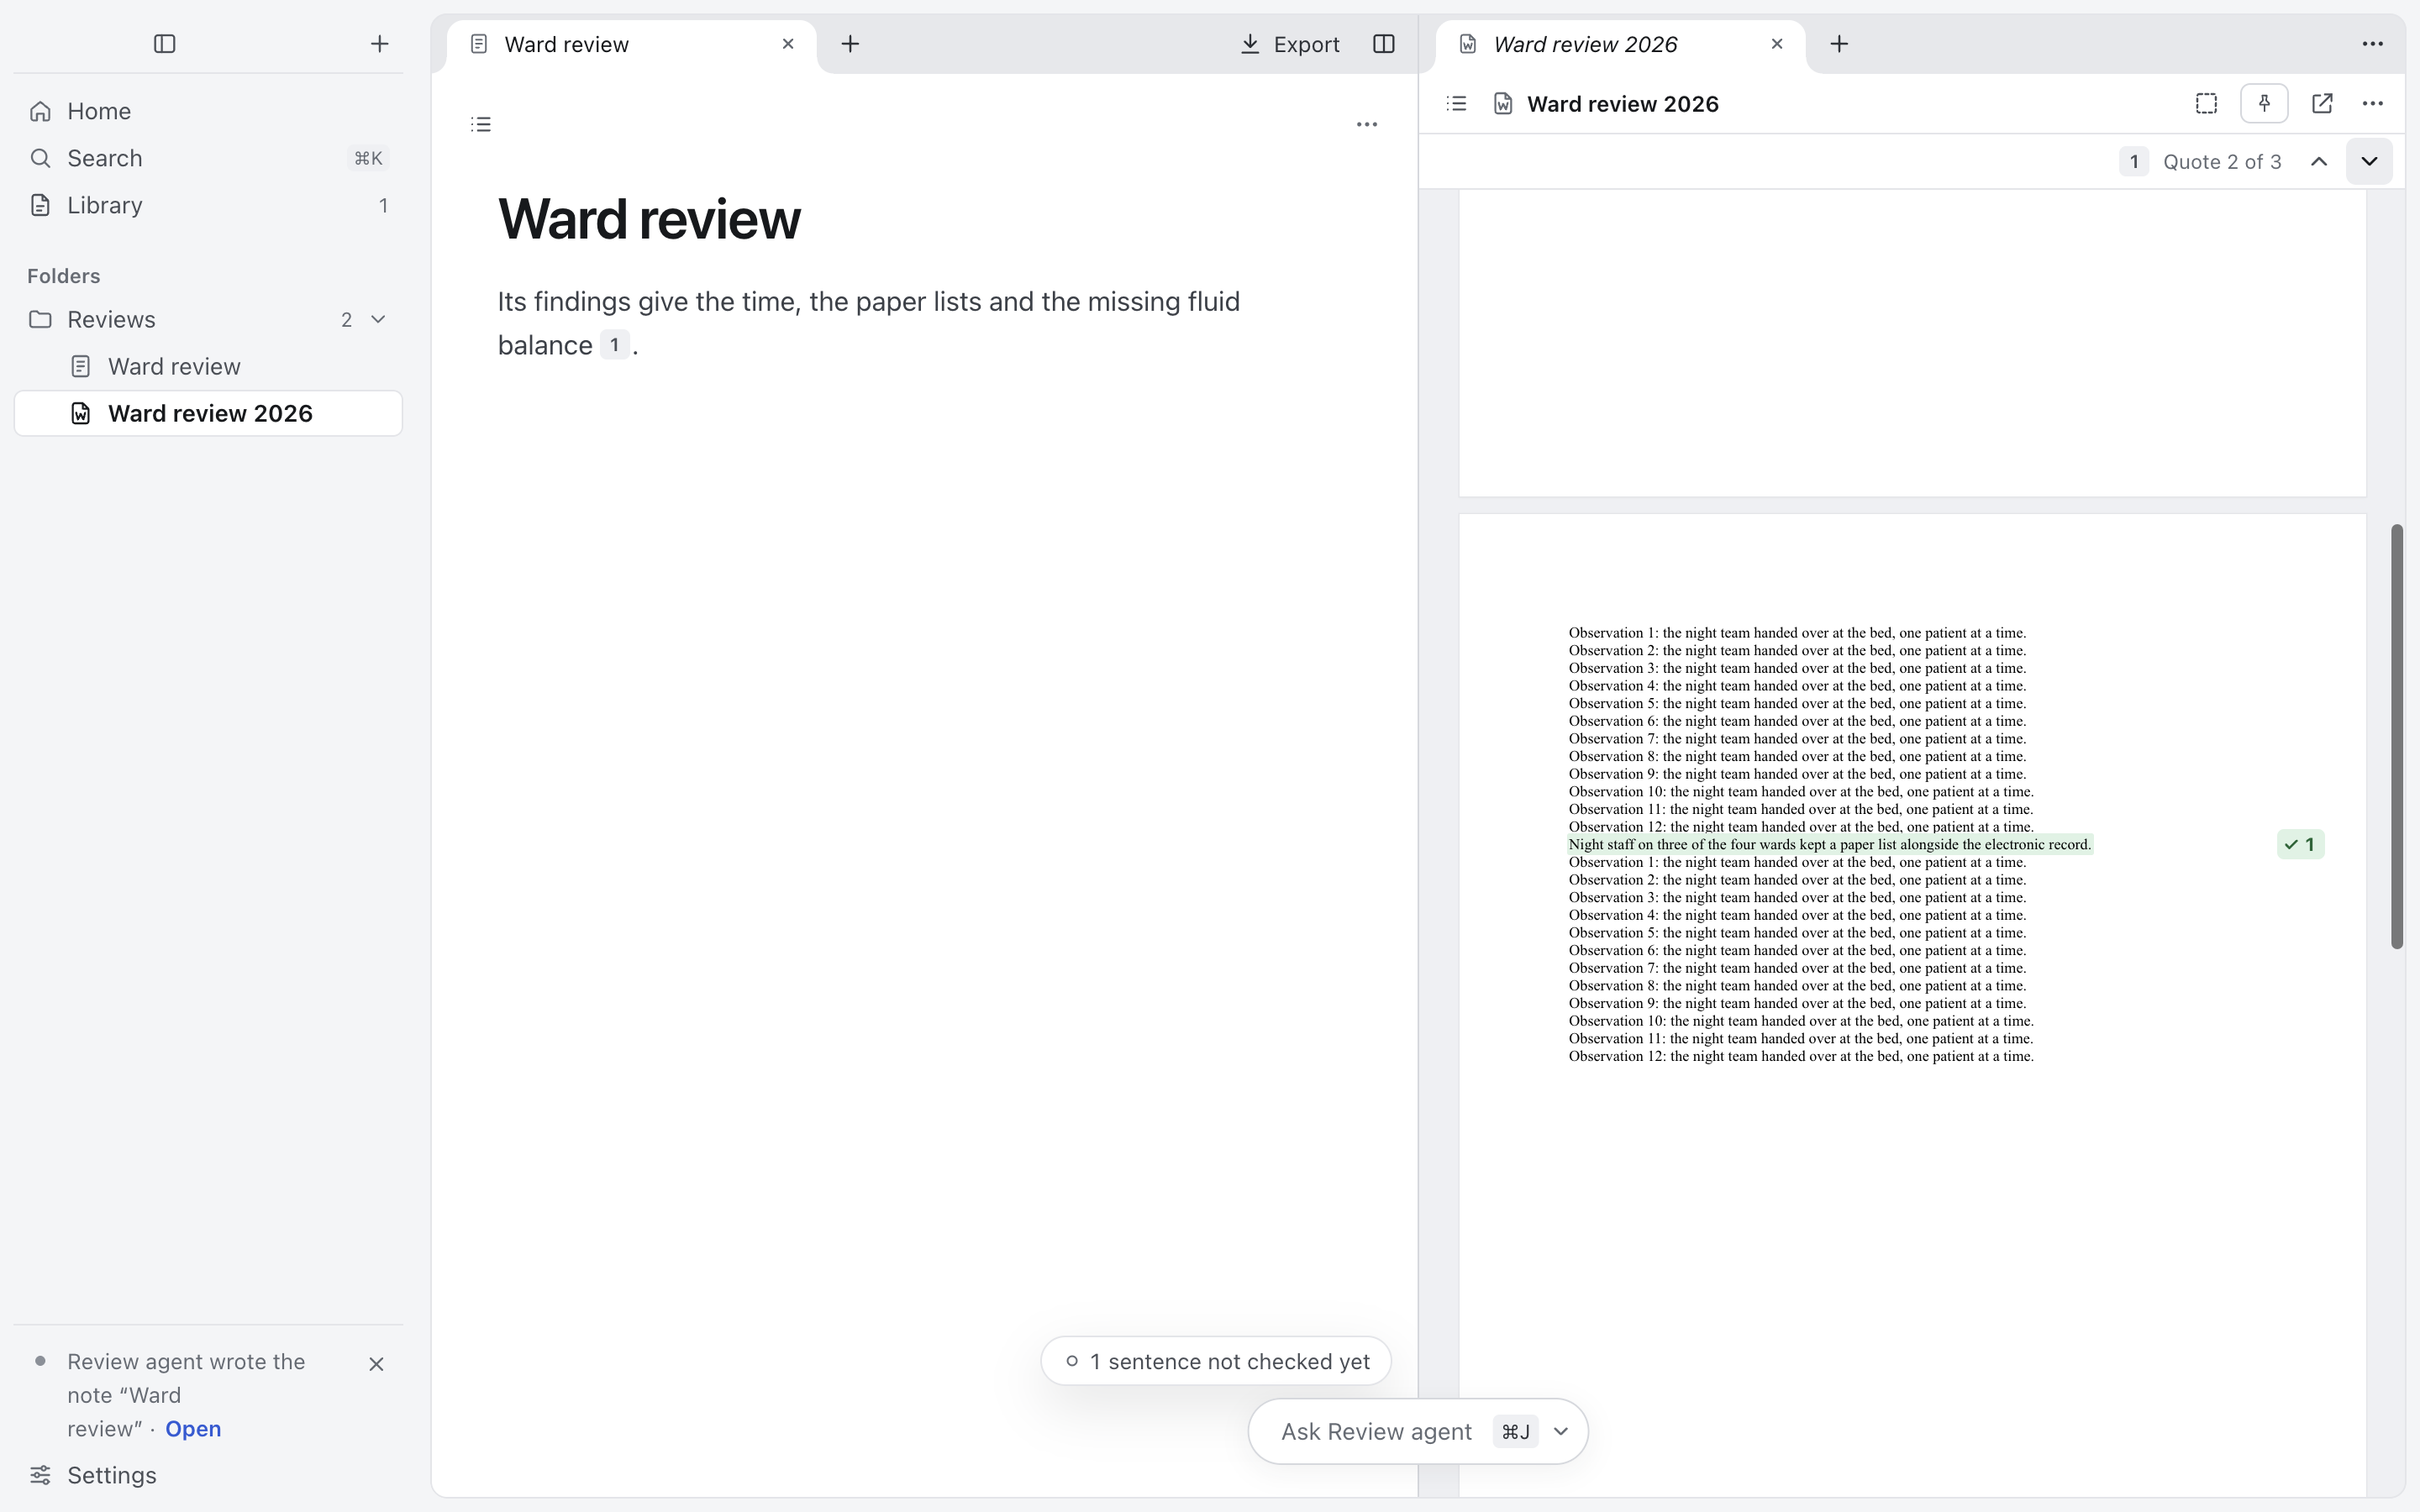 Home
Search ⌘K
Library 1
Folders
Reviews 2
Ward review
Ward review 2026
Review agent wrote the
note “Ward
review” · Open
Settings
Ward review
Export
Ward review
Its findings give the time, the paper lists and the missing fluid
balance 1 .
1 sentence not checked yet
Ask Review agent ⌘J
Ward review 2026
Ward review 2026
1 Quote 2 of 3
Observation 1: the night team handed over at the bed, one patient at a time.
Observation 2: the night team handed over at the bed, one patient at a time.
Observation 3: the night team handed over at the bed, one patient at a time.
Observation 4: the night team handed over at the bed, one patient at a time.
Observation 5: the night team handed over at the bed, one patient at a time.
Observation 6: the night team handed over at the bed, one patient at a time.
Observation 7: the night team handed over at the bed, one patient at a time.
Observation 8: the night team handed over at the bed, one patient at a time.
Observation 9: the night team handed over at the bed, one patient at a time.
Observation 10: the night team handed over at the bed, one patient at a time.
Observation 11: the night team handed over at the bed, one patient at a time.
Observation 12: the night team handed over at the bed, one patient at a time.
Night staff on three of the four wards kept a paper list alongside the electronic record. ✓ 1
Observation 1: the night team handed over at the bed, one patient at a time.
Observation 2: the night team handed over at the bed, one patient at a time.
Observation 3: the night team handed over at the bed, one patient at a time.
Observation 4: the night team handed over at the bed, one patient at a time.
Observation 5: the night team handed over at the bed, one patient at a time.
Observation 6: the night team handed over at the bed, one patient at a time.
Observation 7: the night team handed over at the bed, one patient at a time.
Observation 8: the night team handed over at the bed, one patient at a time.
Observation 9: the night team handed over at the bed, one patient at a time.
Observation 10: the night team handed over at the bed, one patient at a time.
Observation 11: the night team handed over at the bed, one patient at a time.
Observation 12: the night team handed over at the bed, one patient at a time.